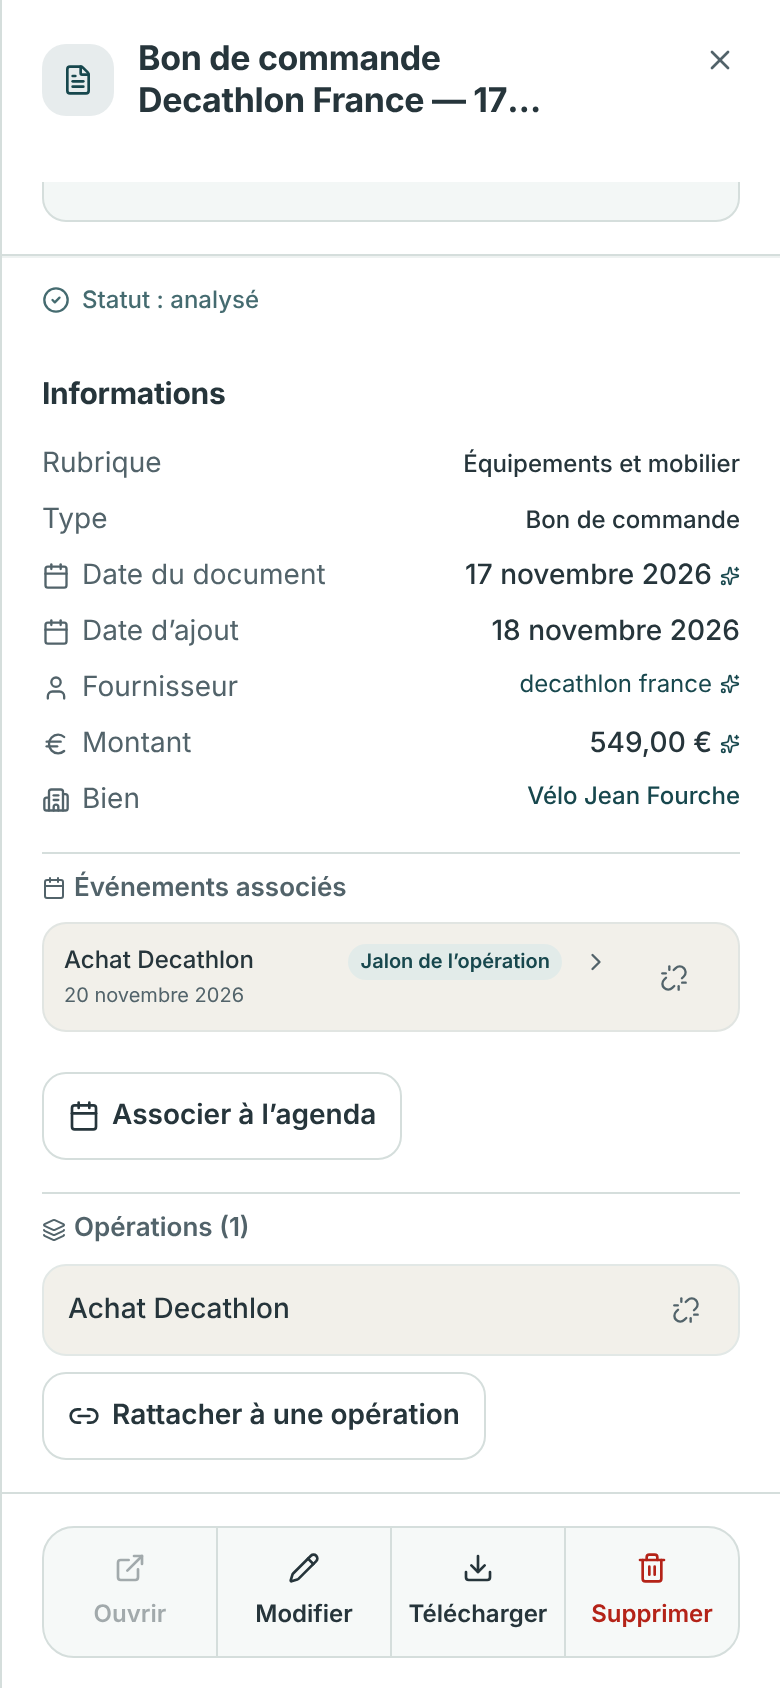 Bon de commande
Decathlon France — 17...
Statut : analysé
Informations
Rubrique Équipements et mobilier
Type Bon de commande
Date du document 17 novembre 2026
Date d’ajout 18 novembre 2026
Fournisseur decathlon france
Montant 549,00 €
Bien Vélo Jean Fourche
Événements associés
Achat Decathlon Jalon de l’opération
20 novembre 2026
Associer à l’agenda
Opérations (1)
Achat Decathlon
Rattacher à une opération
Ouvrir Modifier Télécharger Supprimer